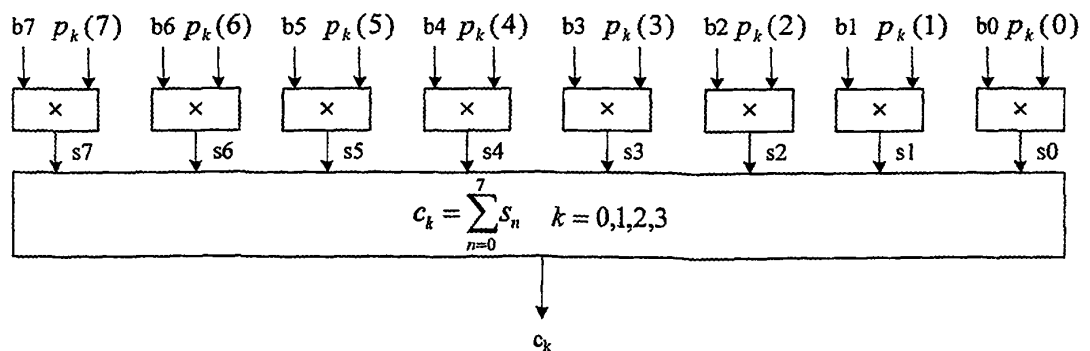 b7 p_k(7) b6 p_k(6) b5 p_k(5) b4 p_k(4) b3 p_k(3) b2 p_k(2) b1 p_k(1) b0 p_k(0)
× × × × × × × ×
s7 s6 s5 s4 s3 s2 s1 s0
c_k = \sum_{n=0}^{7} s_n k = 0,1,2,3
c_k